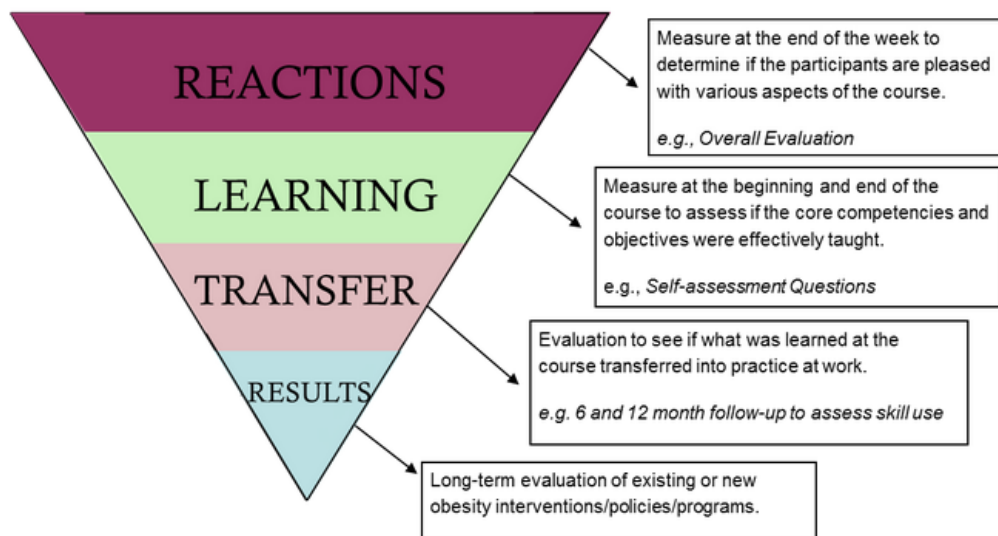 REACTIONS
Measure at the end of the week to
determine if the participants are pleased
with various aspects of the course.
e.g., Overall Evaluation
LEARNING
Measure at the beginning and end of the
course to assess if the core competencies and
objectives were effectively taught.
e.g., Self-assessment Questions
TRANSFER
Evaluation to see if what was learned at the
course transferred into practice at work.
e.g. 6 and 12 month follow-up to assess skill use
RESULTS
Long-term evaluation of existing or new
obesity interventions/policies/programs.